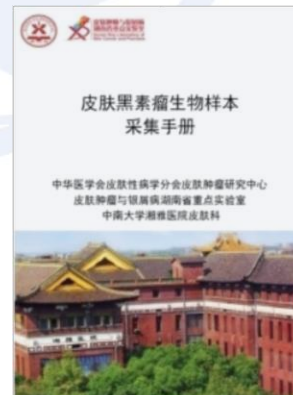 皮肤黑素瘤生物样本
采集手册
中华医学会皮肤性病学分会皮肤肿瘤研究中心
皮肤肿瘤与银屑病湖南省重点实验室
中南大学湘雅医院皮肤科